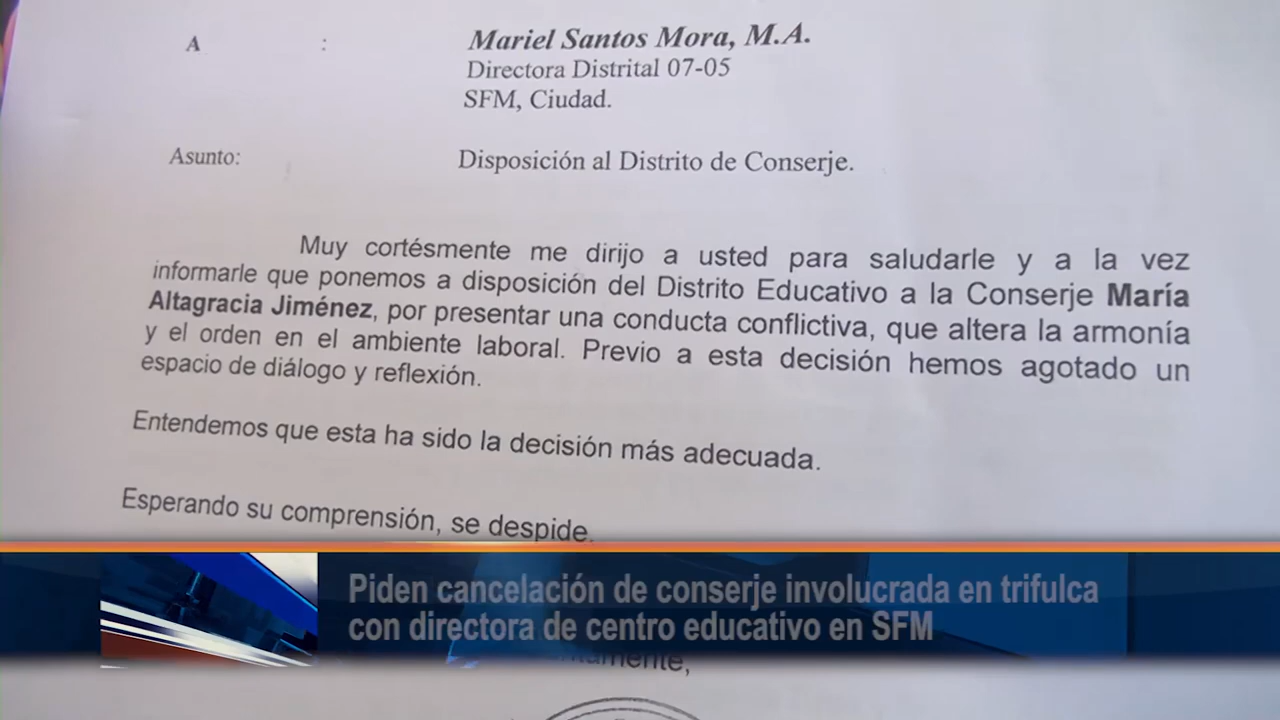 A : Mariel Santos Mora, M.A.
Directora Distrital 07-05
SFM, Ciudad.
Asunto: Disposición al Distrito de Conserje.
Muy cortésmente me dirijo a usted para saludarle y a la vez
informarle que ponemos a disposición del Distrito Educativo a la Conserje María
Altagracia Jiménez, por presentar una conducta conflictiva, que altera la armonía
y el orden en el ambiente laboral. Previo a esta decisión hemos agotado un
espacio de diálogo y reflexión.
Entendemos que esta ha sido la decisión más adecuada.
Esperando su comprensión, se despide.
Piden cancelación de conserje involucrada en trifulca
con directora de centro educativo en SFM